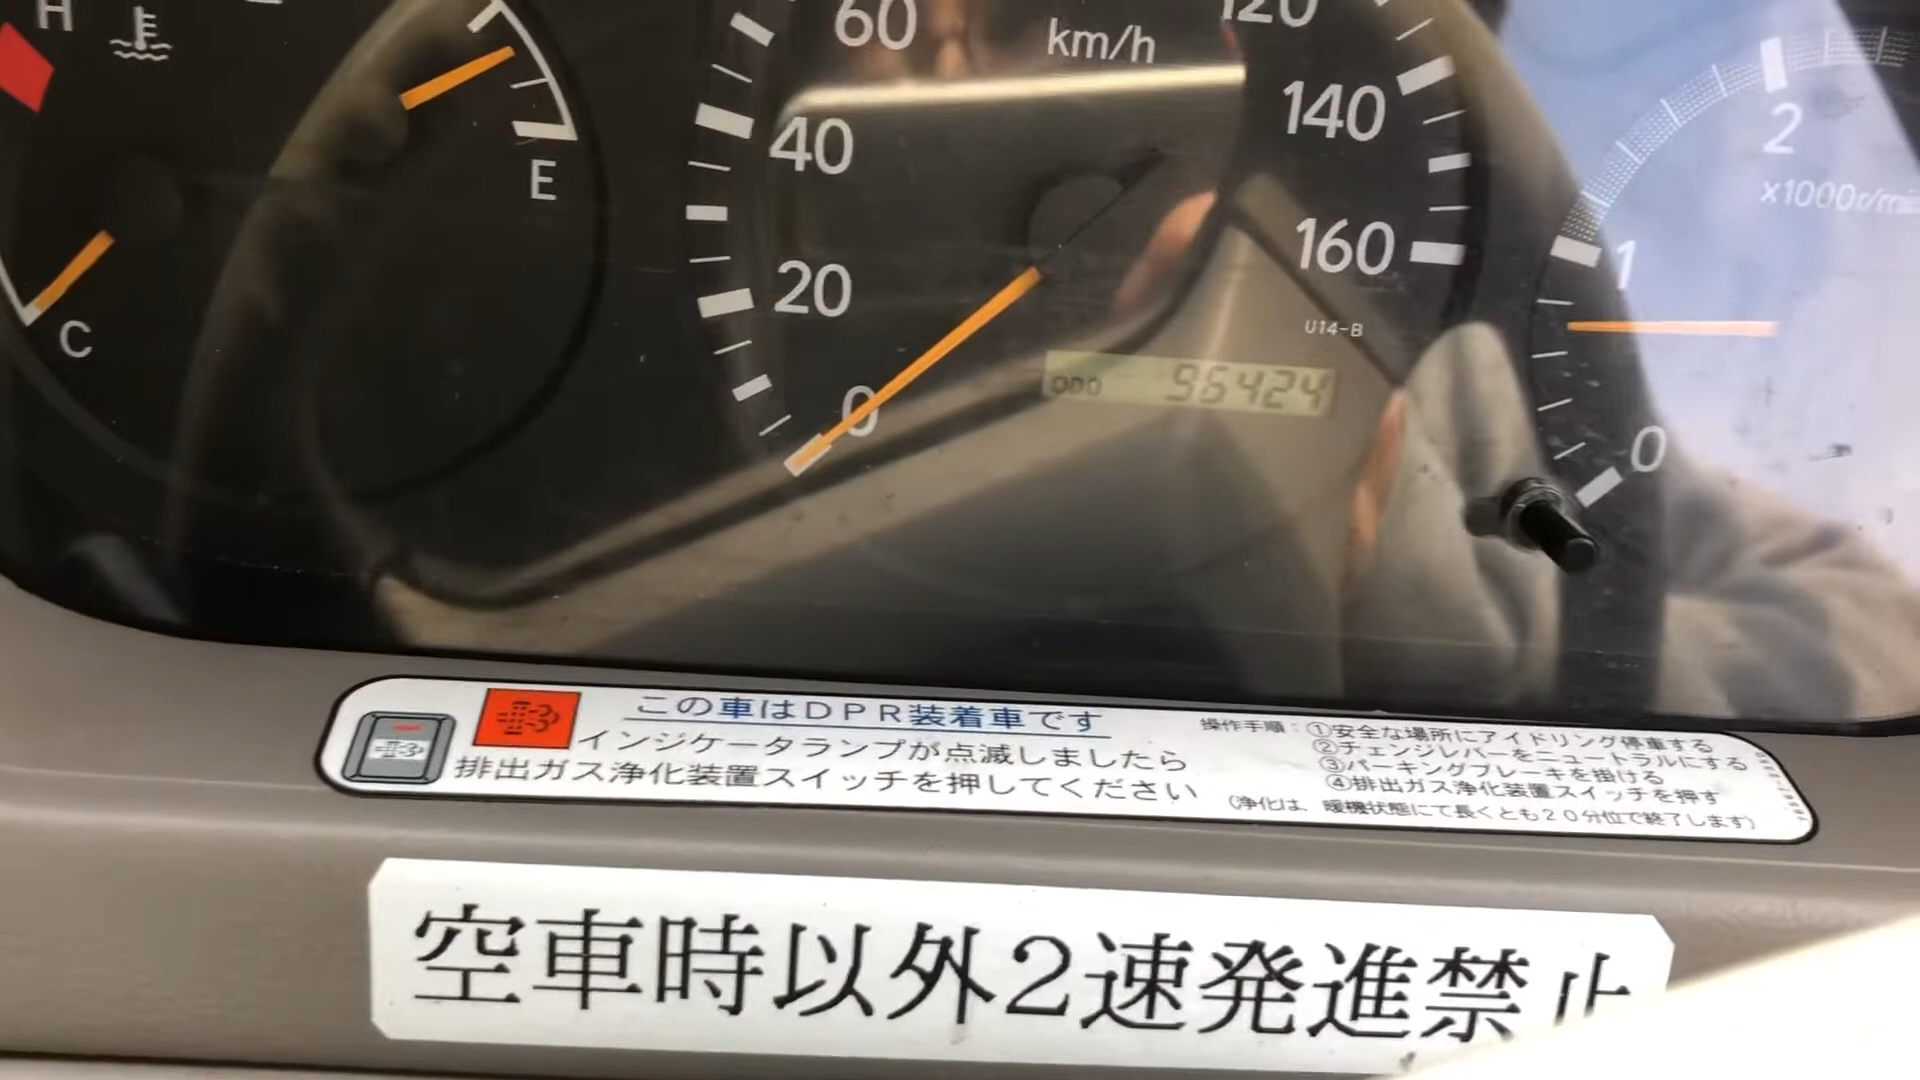 H
C
E
60
km/h
120
40
140
20
160
0
U14-B
ODO 96424
2
x1000r/min
1
0
この車はDPR装着車です
インジケータランプが点滅しましたら
排出ガス浄化装置スイッチを押してください
操作手順:①安全な場所にアイドリング停車する
②チェンジレバーをニュートラルにする
③パーキングブレーキを掛ける
④排出ガス浄化装置スイッチを押す
(浄化は、暖機状態にて長くとも20分位で終了します)
空車時以外2速発進禁止